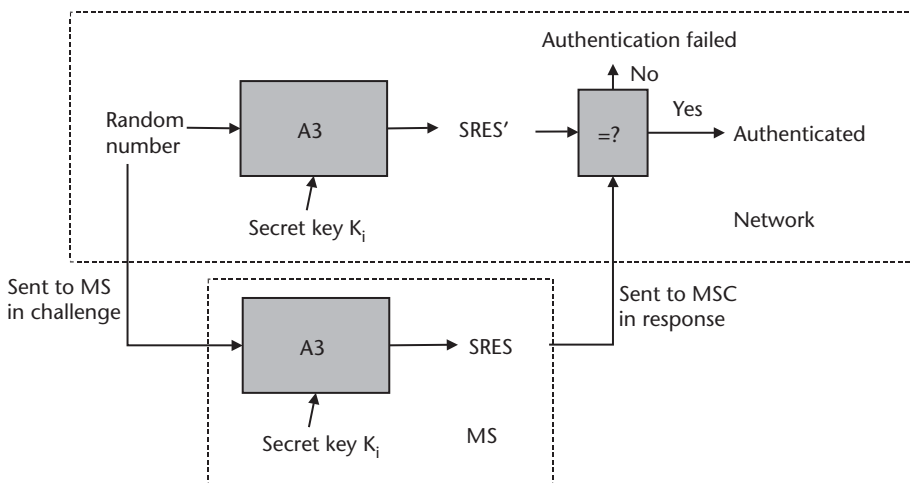 Authentication failed
No
Yes
Random
number
A3
SRES’
=?
Authenticated
Secret key Ki
Network
Sent to MS
in challenge
Sent to MSC
in response
A3
SRES
Secret key Ki
MS